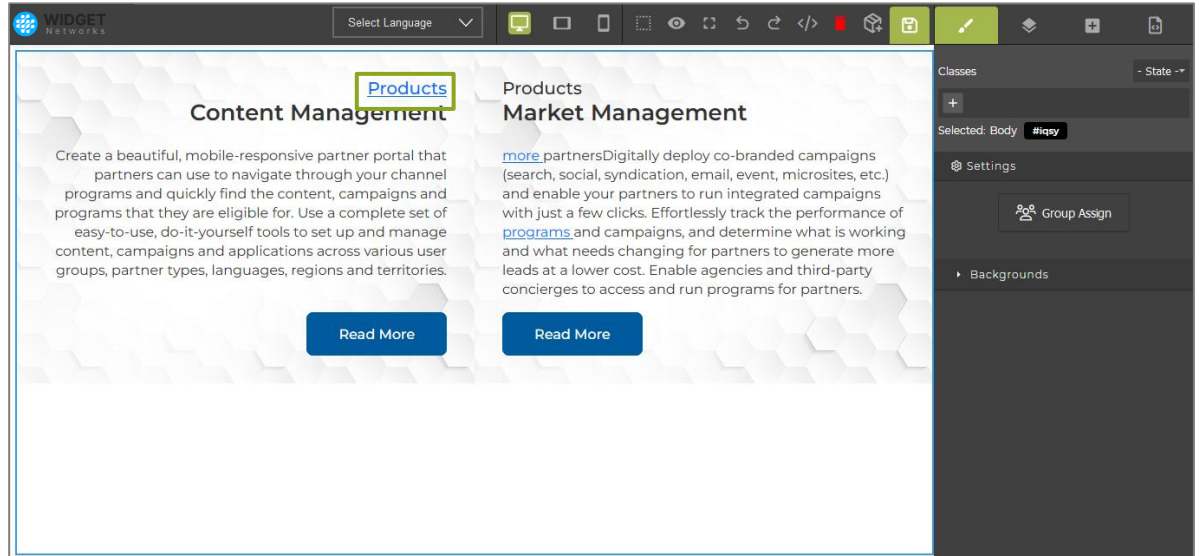 WIDGET
Networks
Select Language
</>
Classes
- State -
+
Selected: Body #iqsy
Settings
Group Assign
Backgrounds
Products
Content Management
Create a beautiful, mobile-responsive partner portal that
partners can use to navigate through your channel
programs and quickly find the content, campaigns and
programs that they are eligible for. Use a complete set of
easy-to-use, do-it-yourself tools to set up and manage
content, campaigns and applications across various user
groups, partner types, languages, regions and territories.
Read More
Products
Market Management
more partnersDigitally deploy co-branded campaigns
(search, social, syndication, email, event, microsites, etc.)
and enable your partners to run integrated campaigns
with just a few clicks. Effortlessly track the performance of
programs and campaigns, and determine what is working
and what needs changing for partners to generate more
leads at a lower cost. Enable agencies and third-party
concierges to access and run programs for partners.
Read More